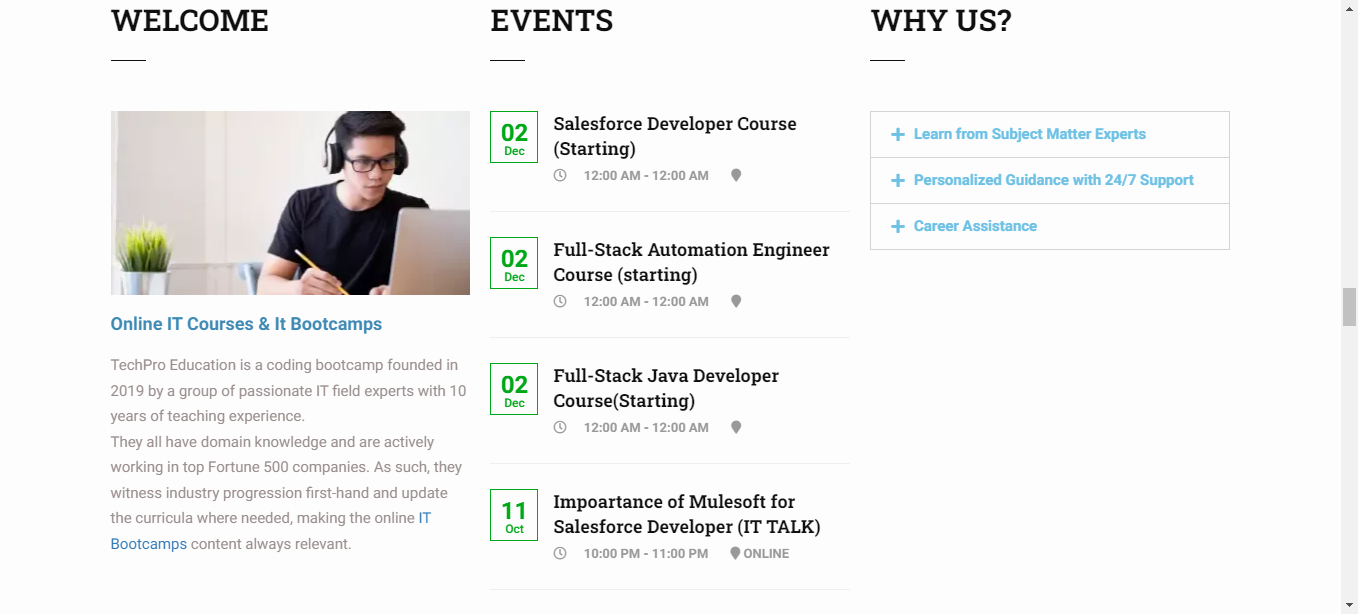 WELCOME
Online IT Courses & It Bootcamps
TechPro Education is a coding bootcamp founded in
2019 by a group of passionate IT field experts with 10
years of teaching experience.
They all have domain knowledge and are actively
working in top Fortune 500 companies. As such, they
witness industry progression first-hand and update
the curricula where needed, making the online IT
Bootcamps content always relevant.
EVENTS
02
Dec
Salesforce Developer Course
(Starting)
12:00 AM - 12:00 AM
02
Dec
Full-Stack Automation Engineer
Course (starting)
12:00 AM - 12:00 AM
02
Dec
Full-Stack Java Developer
Course(Starting)
12:00 AM - 12:00 AM
11
Oct
Impoartance of Mulesoft for
Salesforce Developer (IT TALK)
10:00 PM - 11:00 PM ONLINE
WHY US?
Learn from Subject Matter Experts
Personalized Guidance with 24/7 Support
Career Assistance